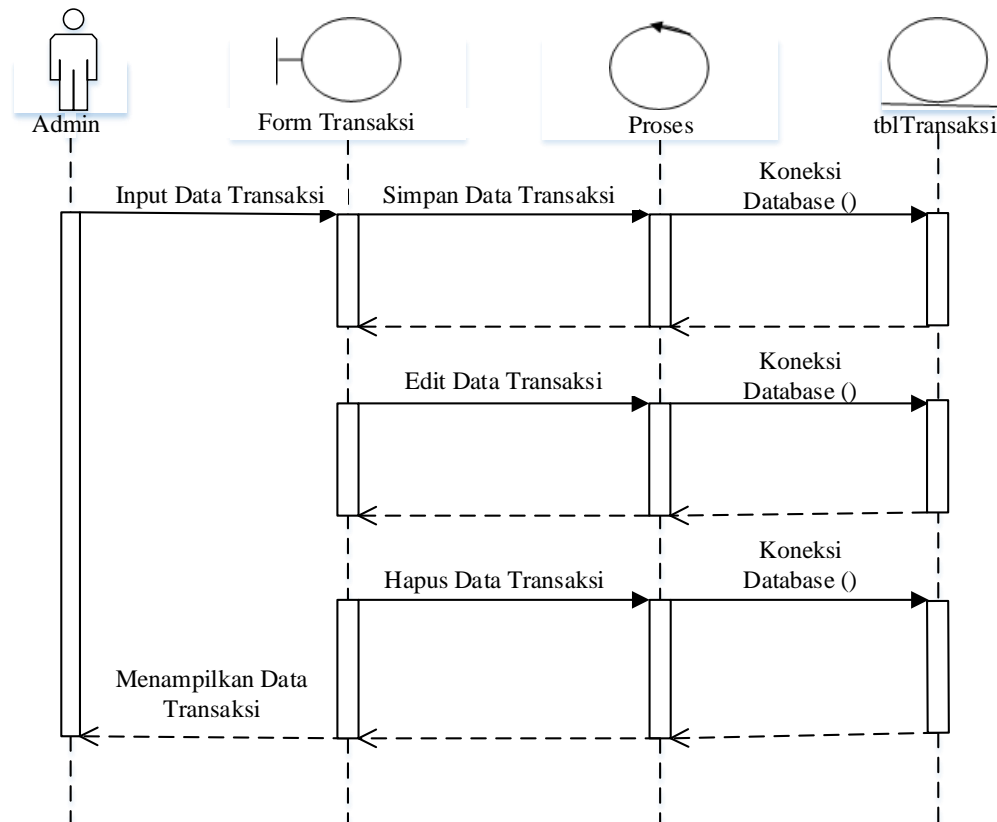 Admin
Form Transaksi
Proses
tblTransaksi
Input Data Transaksi
Simpan Data Transaksi
Koneksi
Database ()
Edit Data Transaksi
Koneksi
Database ()
Hapus Data Transaksi
Koneksi
Database ()
Menampilkan Data
Transaksi